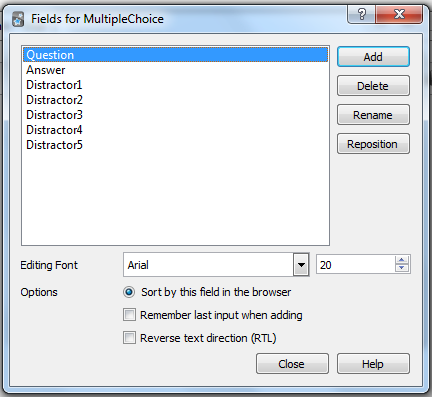 Fields for MultipleChoice
Question
Answer
Distractor1
Distractor2
Distractor3
Distractor4
Distractor5
Add
Delete
Rename
Reposition
Editing Font Arial 20
Options Sort by this field in the browser
Remember last input when adding
Reverse text direction (RTL)
Close Help